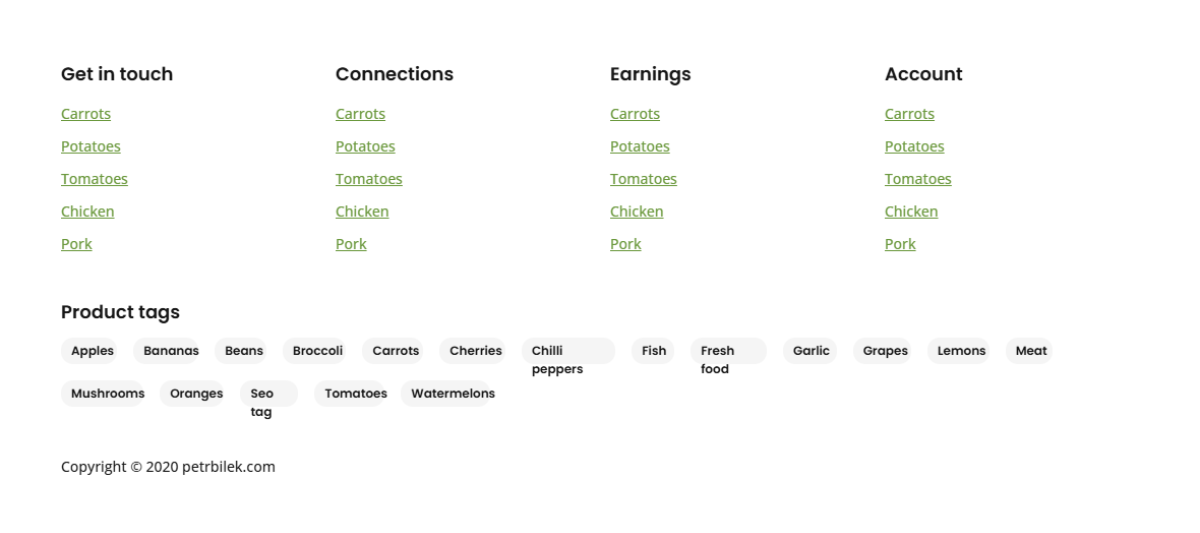 Get in touch
Carrots
Potatoes
Tomatoes
Chicken
Pork
Connections
Carrots
Potatoes
Tomatoes
Chicken
Pork
Earnings
Carrots
Potatoes
Tomatoes
Chicken
Pork
Account
Carrots
Potatoes
Tomatoes
Chicken
Pork
Product tags
Apples Bananas Beans Broccoli Carrots Cherries Chilli peppers Fish Fresh food Garlic Grapes Lemons Meat
Mushrooms Oranges Seo tag Tomatoes Watermelons
Copyright © 2020 petrbilek.com